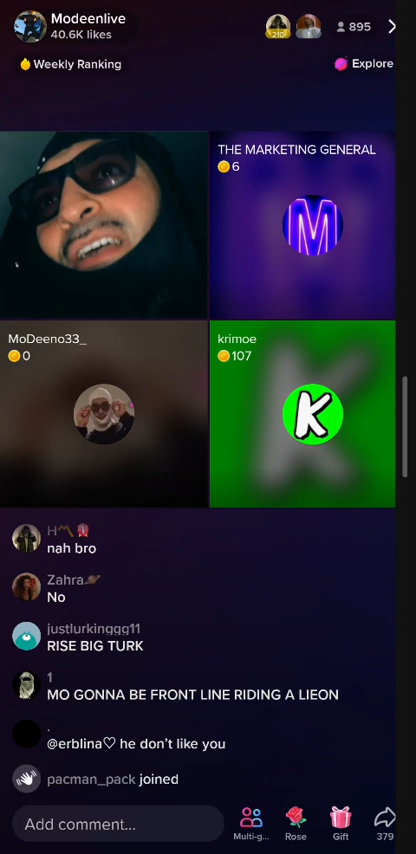 Modeenlive
40.6K likes
210
1
895
Weekly Ranking
Explore
THE MARKETING GENERAL
6
M
MoDeeno33_
0
krimoe
107
K
H
nah bro
Zahra🪐
No
justlurkinggg11
RISE BIG TURK
1
MO GONNA BE FRONT LINE RIDING A LIEON
.
@erblina♡ he don't like you
pacman_pack joined
Add comment...
Multi-g...
Rose
Gift
379